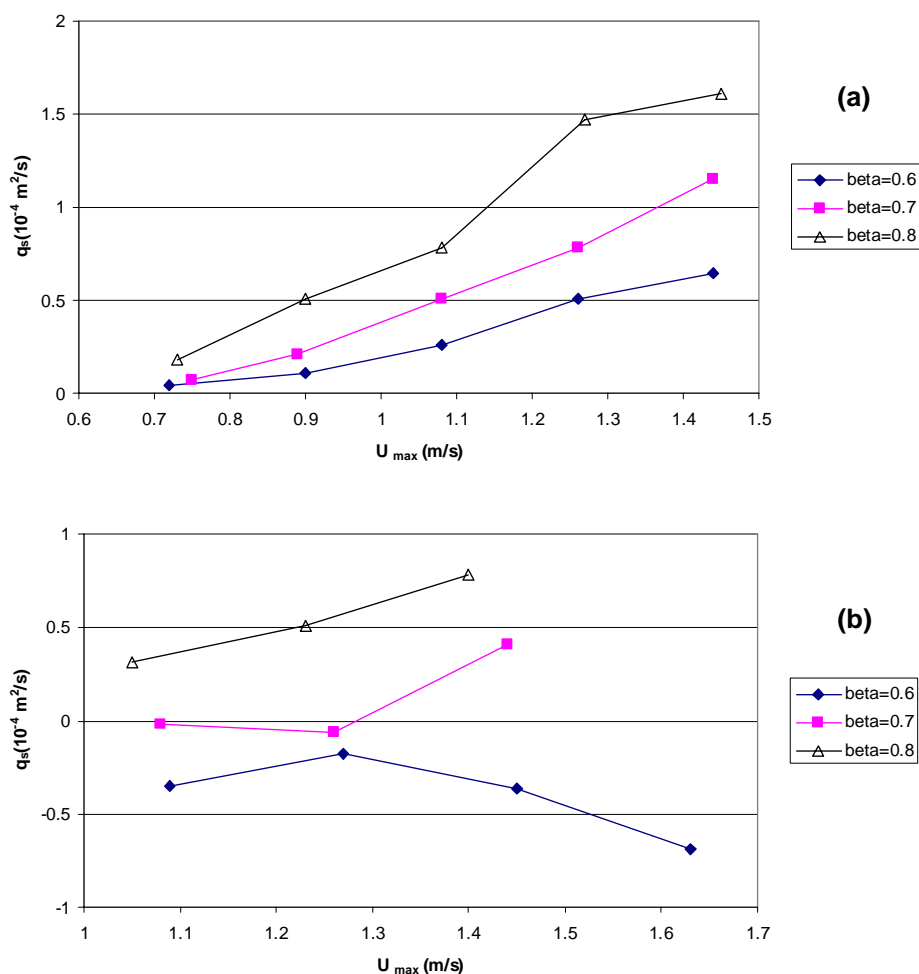 2
1.5
1
0.5
0
0.6 0.7 0.8 0.9 1 1.1 1.2 1.3 1.4 1.5
qₛ(10⁻⁴ m²/s)
U max (m/s)
(a)
beta=0.6
beta=0.7
beta=0.8
1
0.5
0
-0.5
-1
1 1.1 1.2 1.3 1.4 1.5 1.6 1.7
qₛ(10⁻⁴ m²/s)
U max (m/s)
(b)
beta=0.6
beta=0.7
beta=0.8